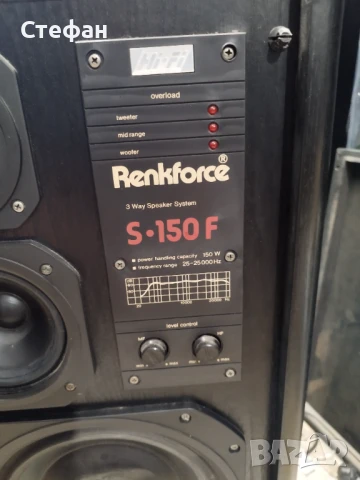 Стефан
Hi-Fi
overload
tweeter
mid range
woofer
Renkforce®
3 Way Speaker System
S•150 F
■ power handling capacity 150 W
■ frequency range 25-25000Hz
level control
BAZAR